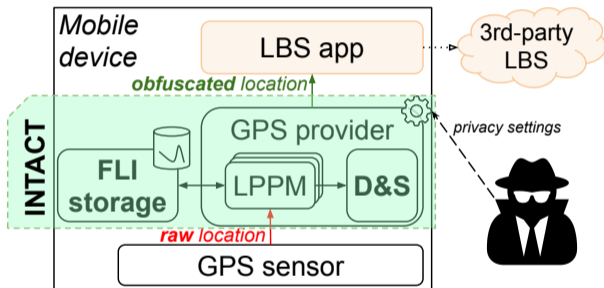 Mobile
device
LBS app
3rd-party
LBS
obfuscated location
INTACT
GPS provider
privacy settings
FLI
storage
LPPM
D&S
raw location
GPS sensor